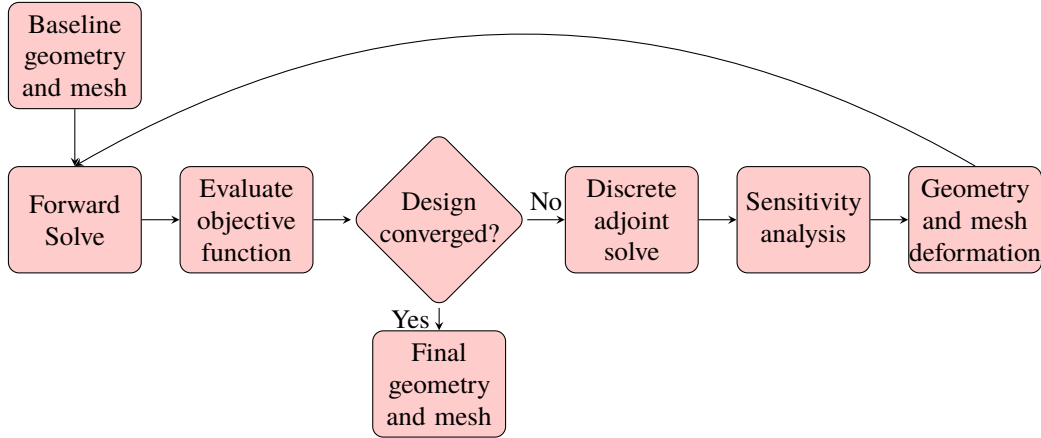 Baseline
geometry
and mesh
Forward
Solve
Evaluate
objective
function
Design
converged?
No
Discrete
adjoint
solve
Sensitivity
analysis
Geometry
and mesh
deformation
Yes
Final
geometry
and mesh